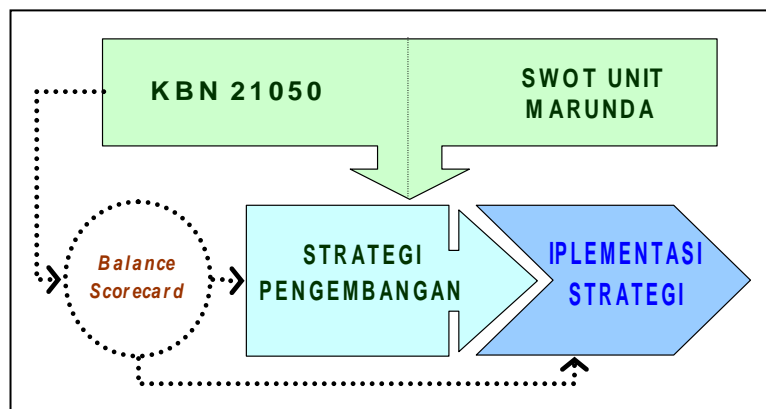 KBN 21050
SWOT UNIT
MARUNDA
Balance
Scorecard
STRATEGI
PENGEMBANGAN
IPLEMENTASI
STRATEGI